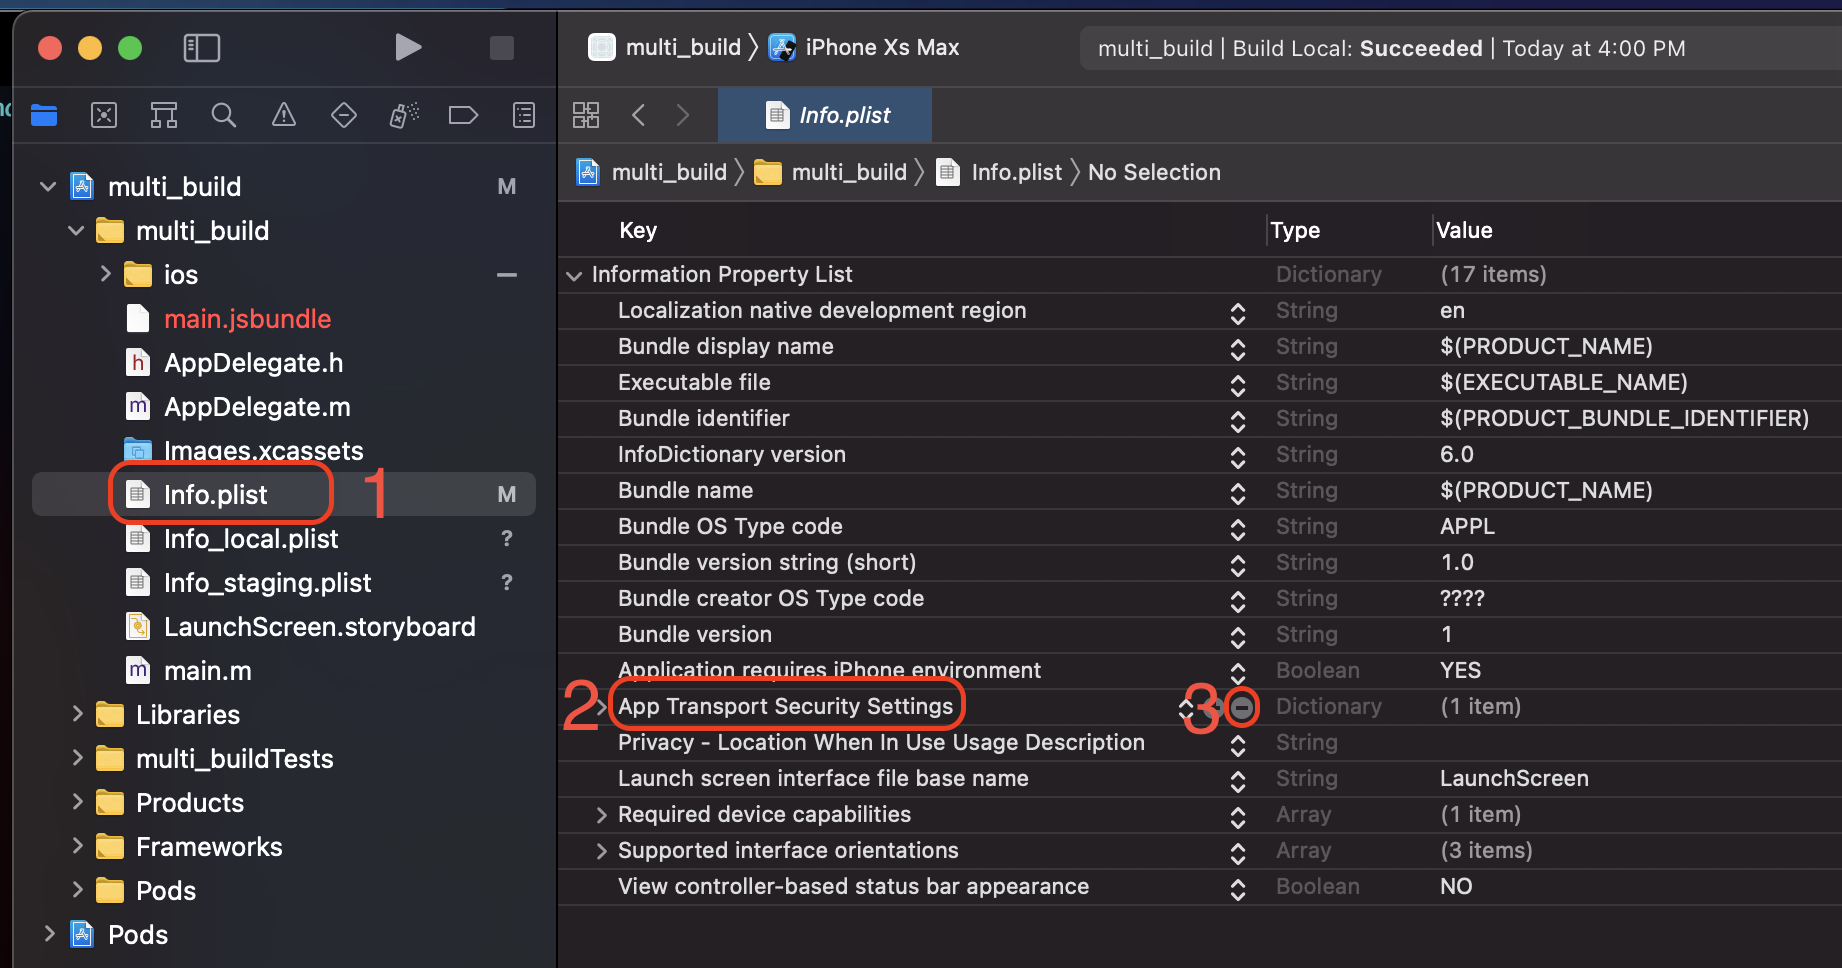 multi_build
iPhone Xs Max
multi_build | Build Local: Succeeded | Today at 4:00 PM
Info.plist
multi_build
multi_build
Info.plist
No Selection
multi_build M
multi_build
ios
main.jsbundle
h AppDelegate.h
m AppDelegate.m
Images.xcassets
Info.plist 1 M
Info_local.plist ?
Info_staging.plist ?
LaunchScreen.storyboard
m main.m
Libraries
multi_buildTests
Products
Frameworks
Pods
Pods
Key Type Value
Information Property List Dictionary (17 items)
Localization native development region String en
Bundle display name String $(PRODUCT_NAME)
Executable file String $(EXECUTABLE_NAME)
Bundle identifier String $(PRODUCT_BUNDLE_IDENTIFIER)
InfoDictionary version String 6.0
Bundle name String $(PRODUCT_NAME)
Bundle OS Type code String APPL
Bundle version string (short) String 1.0
Bundle creator OS Type code String ????
Bundle version String 1
Application requires iPhone environment Boolean YES
2 App Transport Security Settings 3 Dictionary (1 item)
Privacy - Location When In Use Usage Description String
Launch screen interface file base name String LaunchScreen
Required device capabilities Array (1 item)
Supported interface orientations Array (3 items)
View controller-based status bar appearance Boolean NO